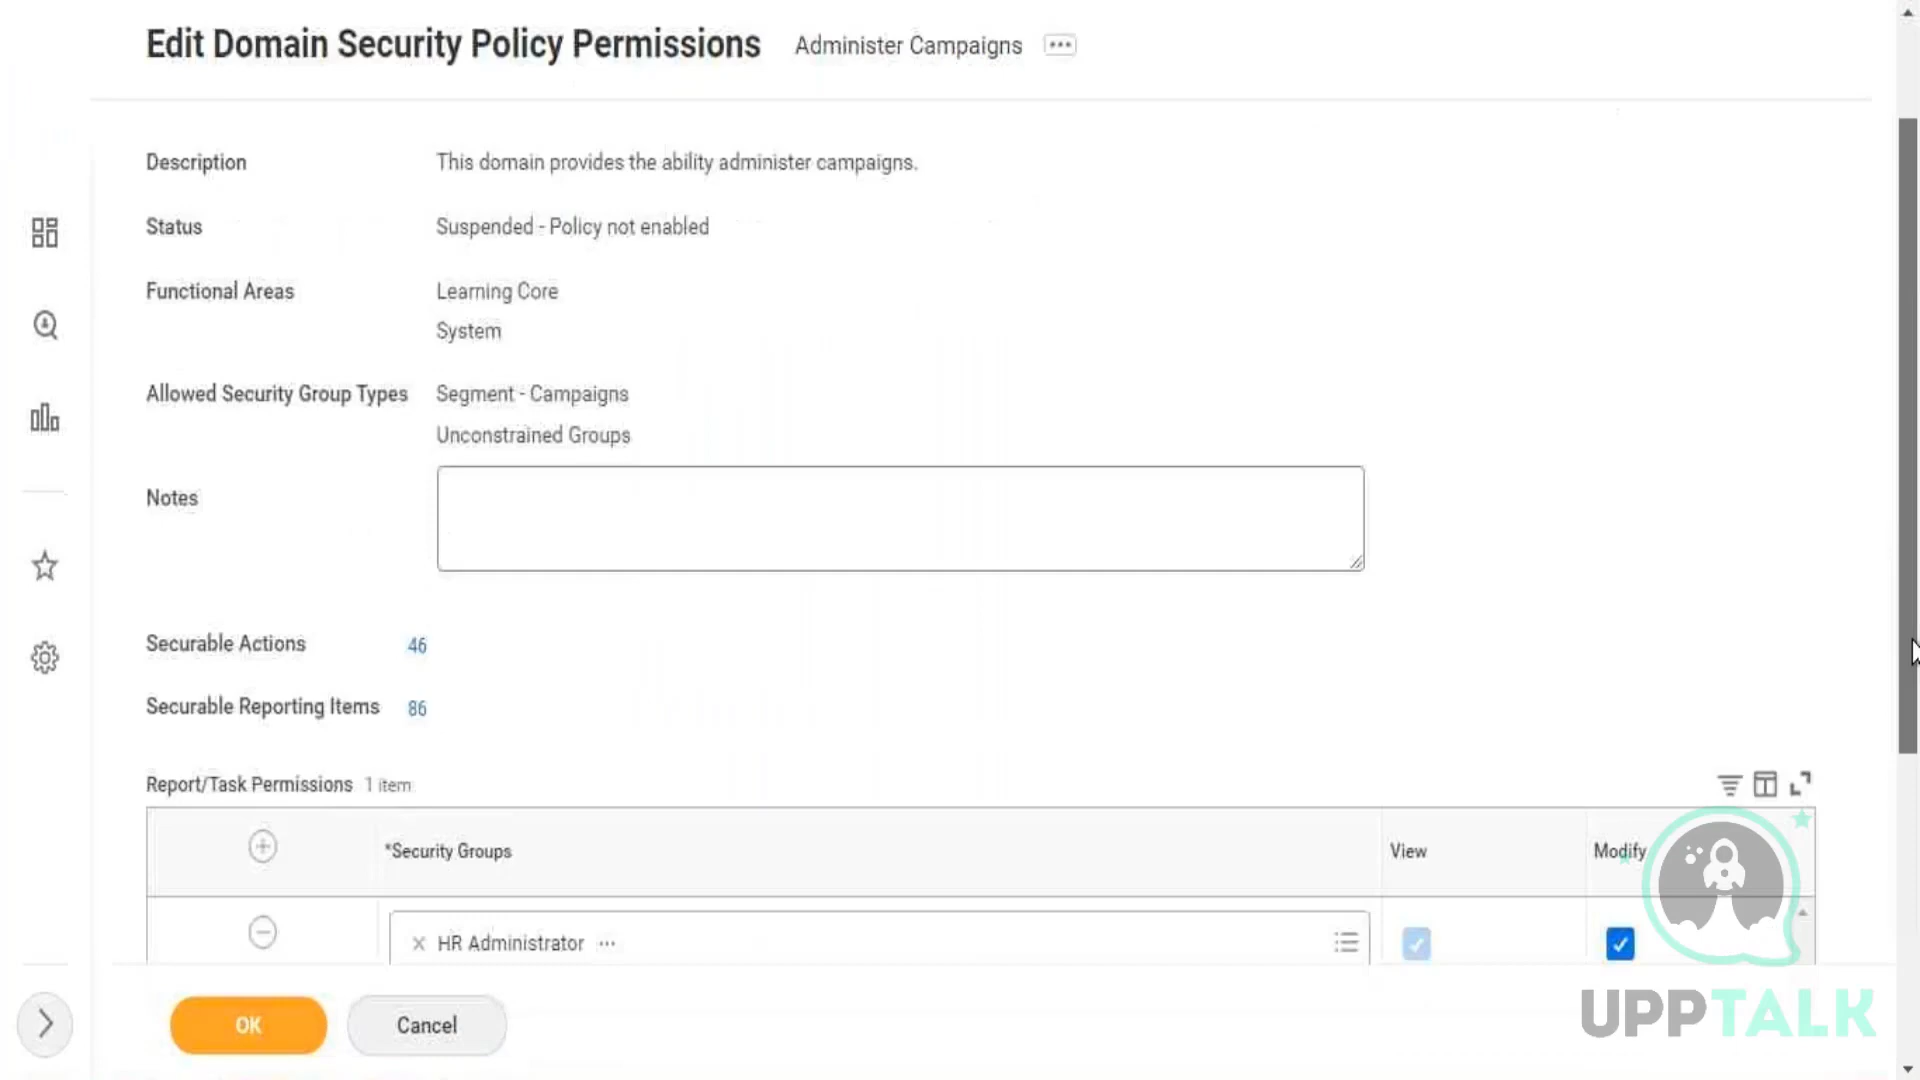 Edit Domain Security Policy Permissions Administer Campaigns
Description This domain provides the ability administer campaigns.
Status Suspended - Policy not enabled
Functional Areas Learning Core
System
Allowed Security Group Types Segment - Campaigns
Unconstrained Groups
Notes
Securable Actions 46
Securable Reporting Items 86
Report/Task Permissions 1 item
*Security Groups View Modify
HR Administrator
OK Cancel
UPPTALK